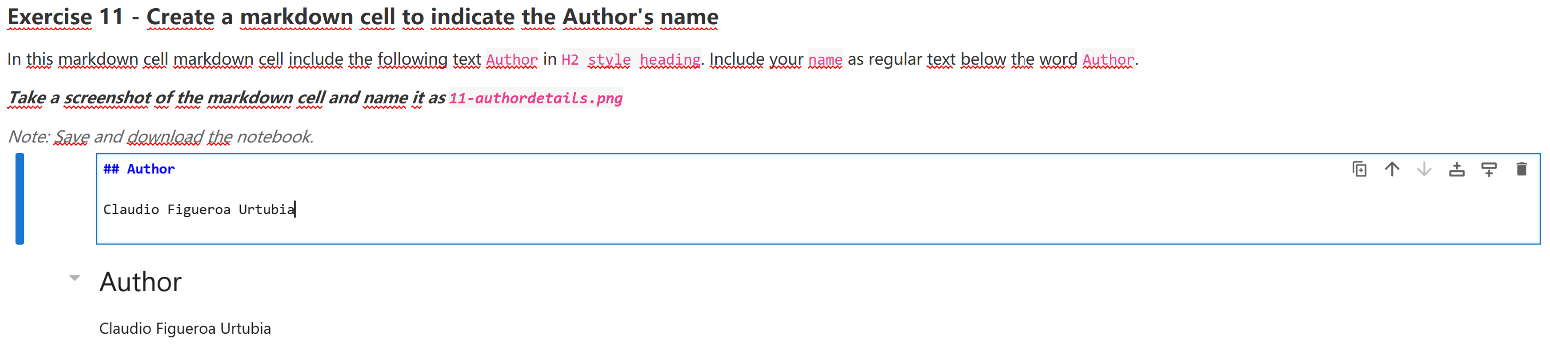 Exercise 11 - Create a markdown cell to indicate the Author's name
In this markdown cell markdown cell include the following text Author in H2 style heading. Include your name as regular text below the word Author.
Take a screenshot of the markdown cell and name it as 11-authordetails.png
Note: Save and download the notebook.
## Author
Claudio Figueroa Urtubia
Author
Claudio Figueroa Urtubia